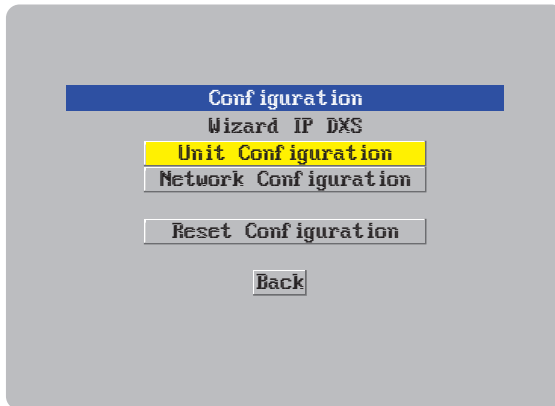 Configuration
Wizard IP DXS
Unit Configuration
Network Configuration
Reset Configuration
Back